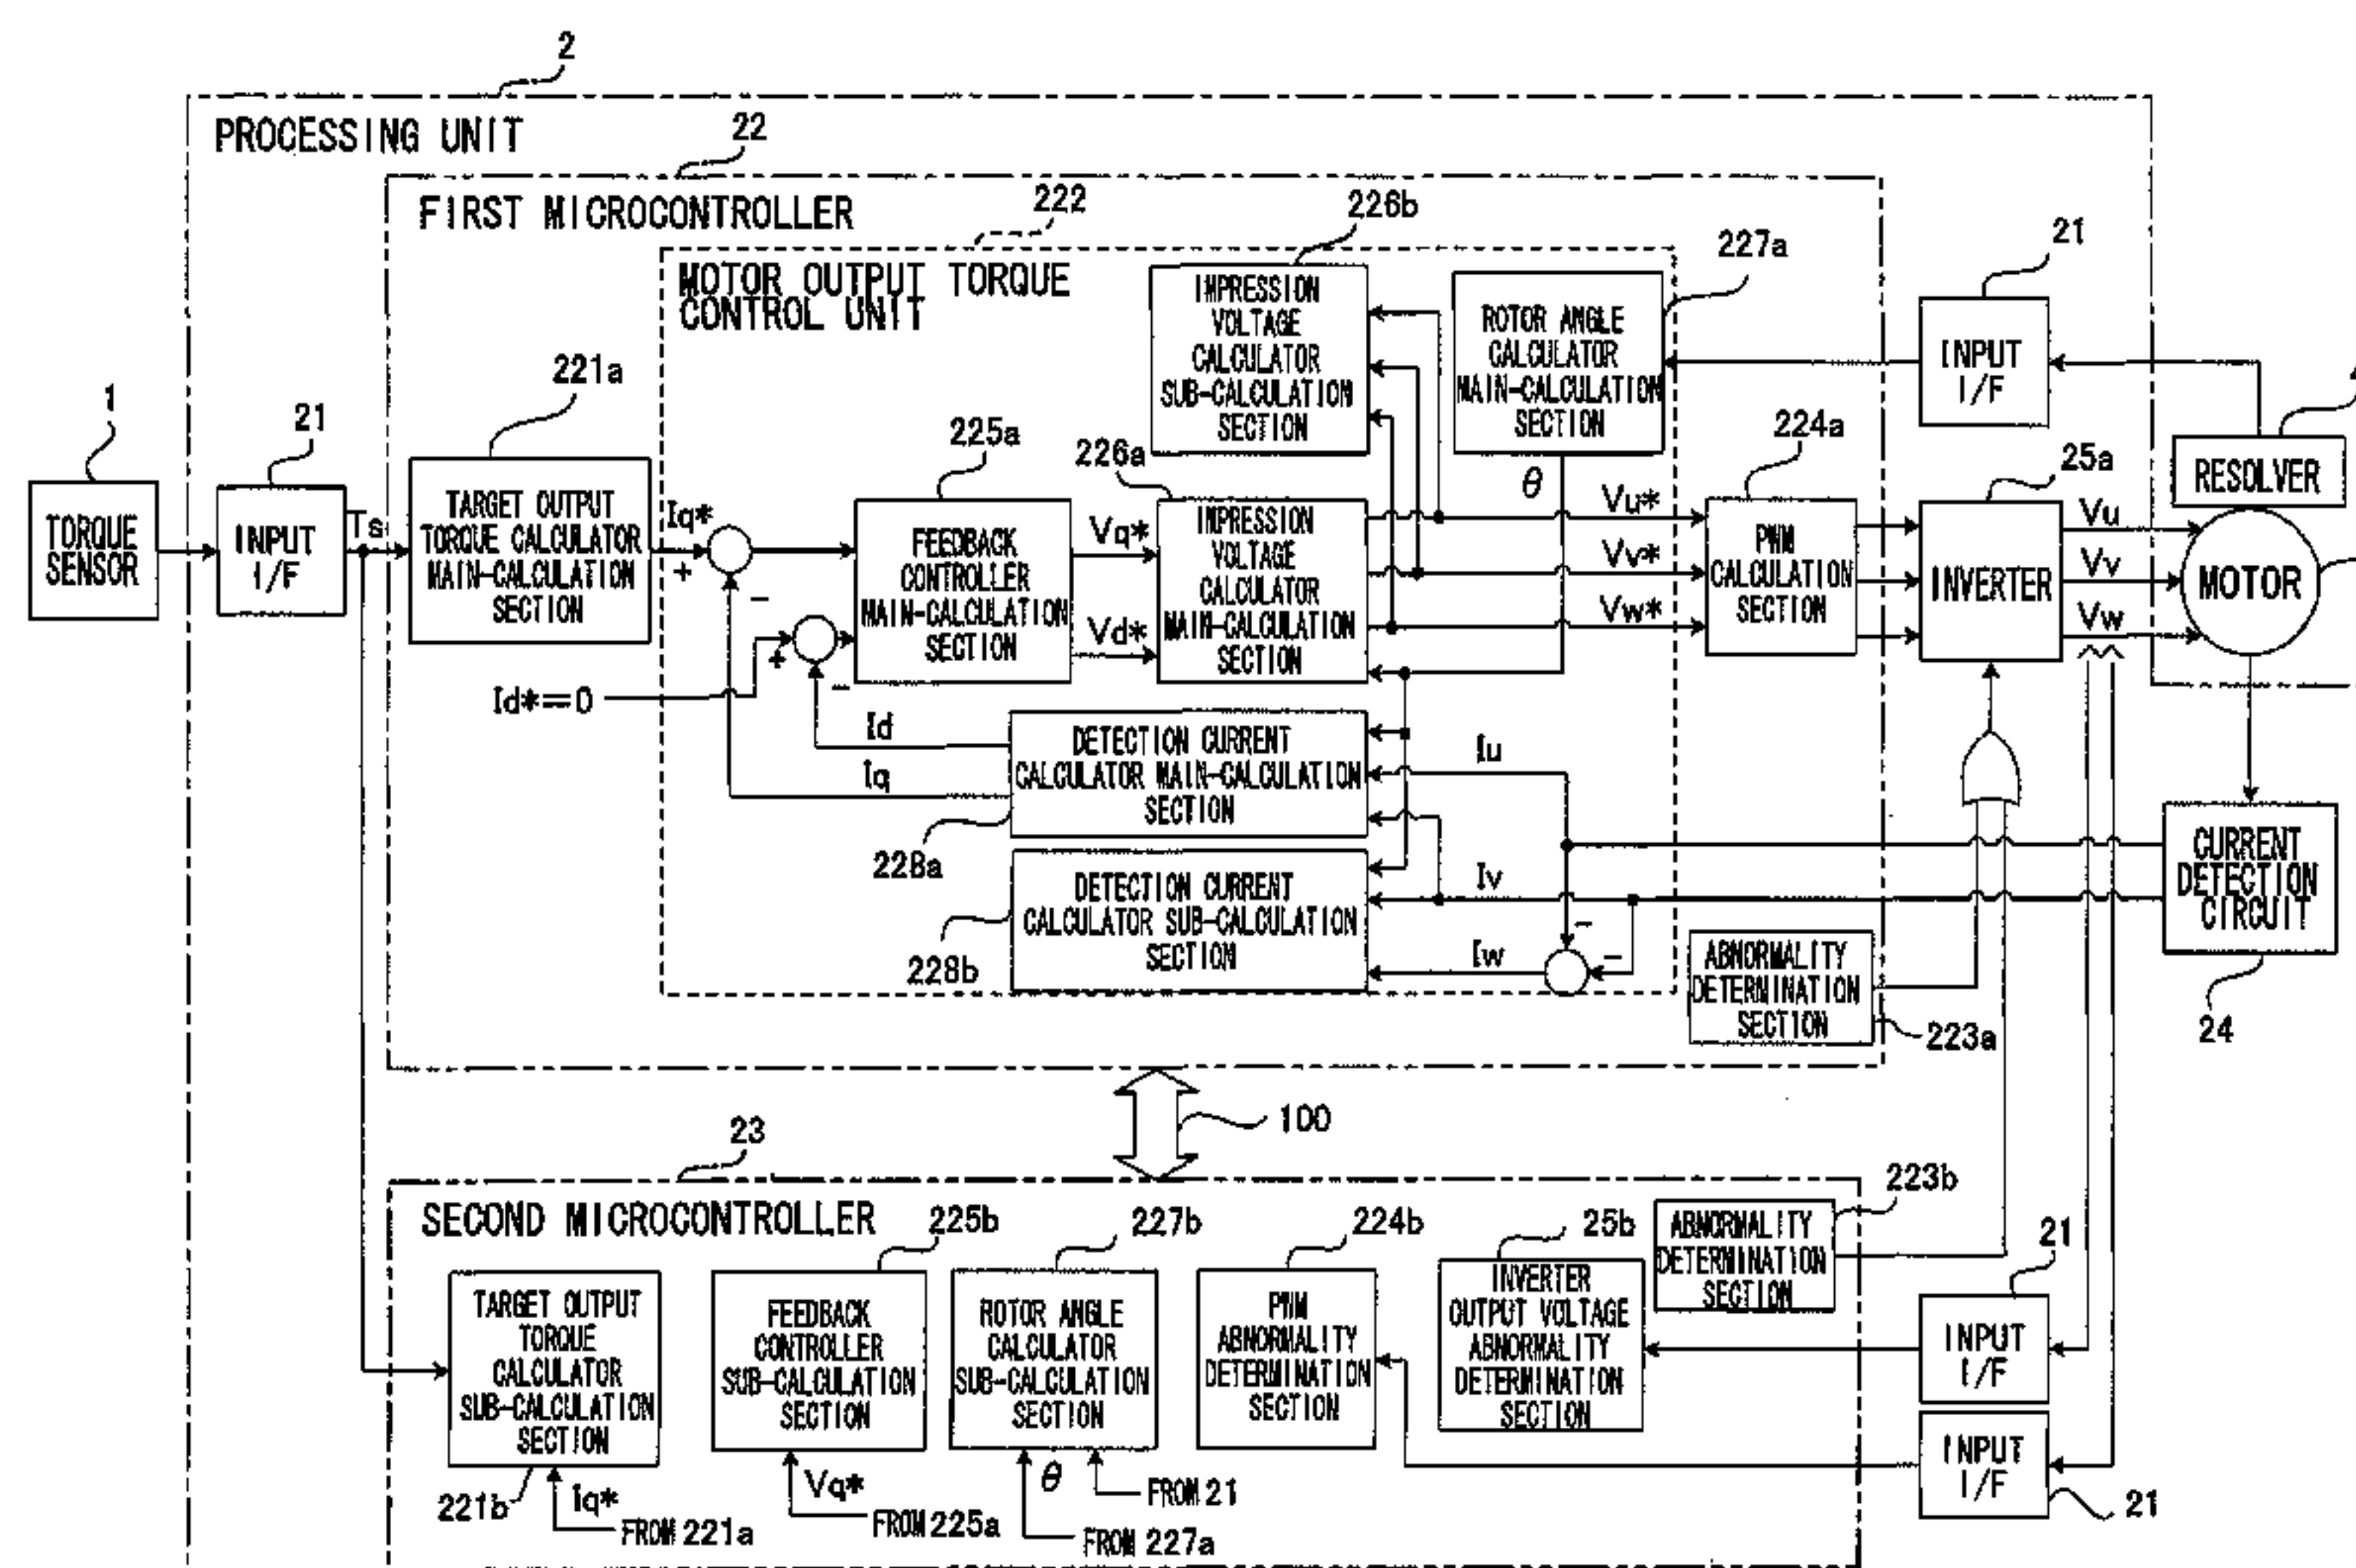 2
PROCESSING UNIT
22
FIRST MICROCONTROLLER
222
MOTOR OUTPUT TORQUE
CONTROL UNIT
226b
IMPRESSION
VOLTAGE
CALCULATOR
SUB-CALCULATION
SECTION
227a
ROTOR ANGLE
CALCULATOR
MAIN-CALCULATION
SECTION
θ
21
INPUT
I/F
RESOLVER
1
TORQUE
SENSOR
21
INPUT
I/F
Ts
221a
TARGET OUTPUT
TORQUE CALCULATOR
MAIN-CALCULATION
SECTION
Iq*
+
-
225a
FEEDBACK
CONTROLLER
MAIN-CALCULATION
SECTION
+
-
Id*=0
Vq*
Vd*
226a
IMPRESSION
VOLTAGE
CALCULATOR
MAIN-CALCULATION
SECTION
Vu*
Vv*
Vw*
224a
PWM
CALCULATION
SECTION
25a
INVERTER
Vu
Vv
Vw
MOTOR
Id
Iq
DETECTION CURRENT
CALCULATOR MAIN-CALCULATION
SECTION
228a
Iu
DETECTION CURRENT
CALCULATOR SUB-CALCULATION
SECTION
228b
Iv
Iw
-
-
CURRENT
DETECTION
CIRCUIT
24
ABNORMALITY
DETERMINATION
SECTION
223a
100
23
SECOND MICROCONTROLLER
TARGET OUTPUT
TORQUE
CALCULATOR
SUB-CALCULATION
SECTION
221b
Iq*
FROM 221a
225b
FEEDBACK
CONTROLLER
SUB-CALCULATION
SECTION
Vq*
FROM 225a
227b
ROTOR ANGLE
CALCULATOR
SUB-CALCULATION
SECTION
θ
FROM 21
FROM 227a
224b
PWM
ABNORMALITY
DETERMINATION
SECTION
25b
INVERTER
OUTPUT VOLTAGE
ABNORMALITY
DETERMINATION
SECTION
223b
ABNORMALITY
DETERMINATION
SECTION
21
INPUT
I/F
INPUT
I/F
21